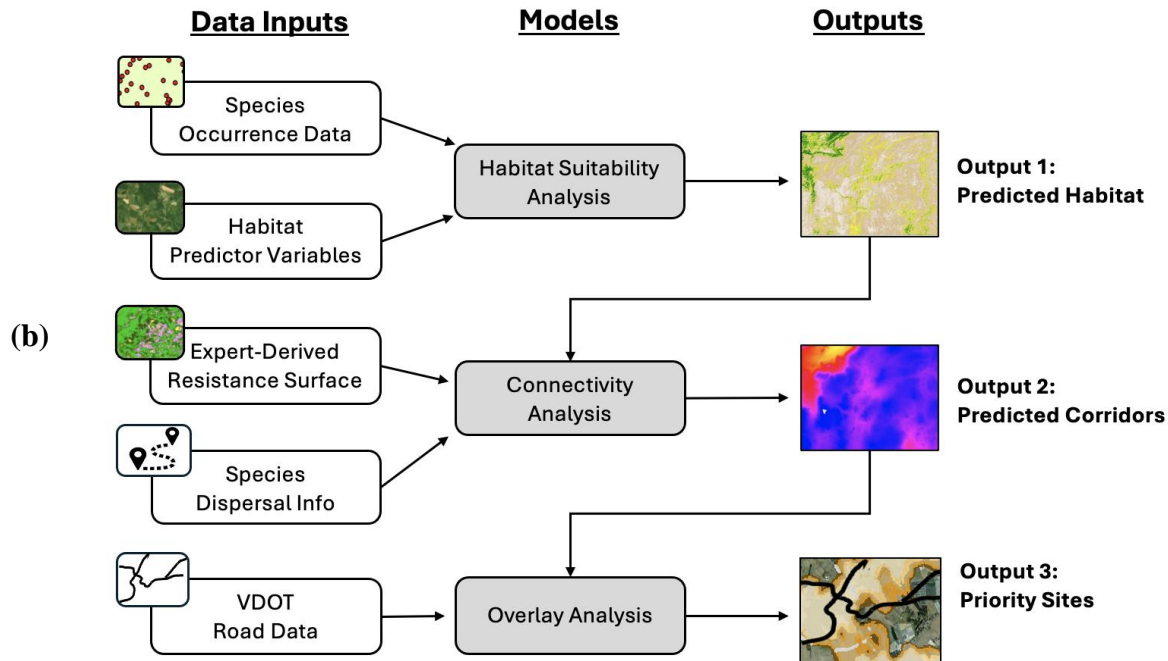 Data Inputs
Models
Outputs
Species
Occurrence Data
Habitat
Predictor Variables
Habitat Suitability
Analysis
Output 1:
Predicted Habitat
(b)
Expert-Derived
Resistance Surface
Species
Dispersal Info
Connectivity
Analysis
Output 2:
Predicted Corridors
VDOT
Road Data
Overlay Analysis
Output 3:
Priority Sites